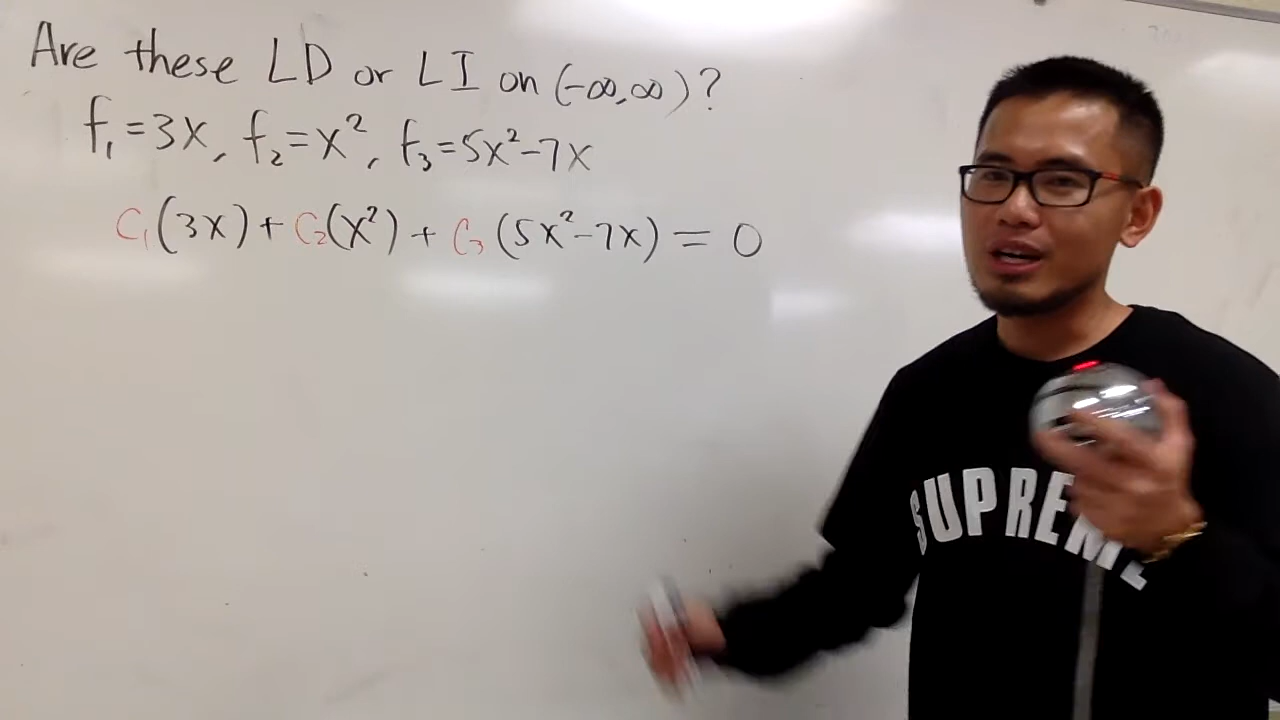 Are these LD or LI on (-∞,∞)?
f₁=3x, f₂=x², f₃=5x²-7x
C₁(3x)+C₂(x²)+C₃(5x²-7x)=0
SUPREME